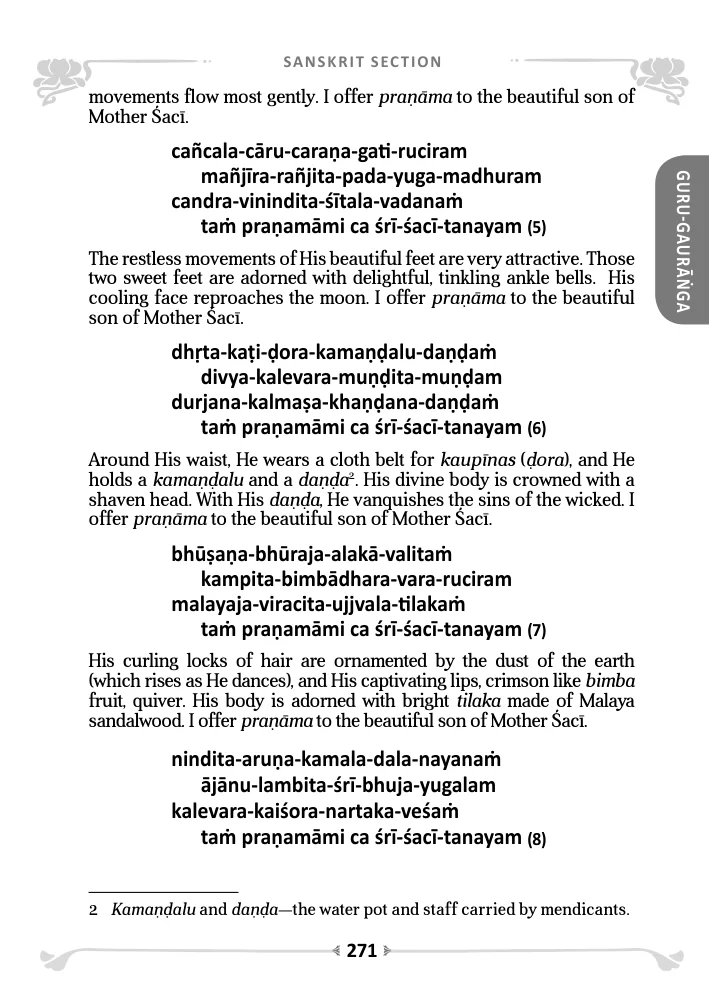 SANSKRIT SECTION
movements flow most gently. I offer praṇāma to the beautiful son of
Mother Śacī.
cañcala-cāru-caraṇa-gati-ruciram
mañjīra-rañjita-pada-yuga-madhuram
candra-vinindita-śītala-vadanaṁ
taṁ praṇamāmi ca śrī-śacī-tanayam (5)
The restless movements of His beautiful feet are very attractive. Those
two sweet feet are adorned with delightful, tinkling ankle bells. His
cooling face reproaches the moon. I offer praṇāma to the beautiful
son of Mother Śacī.
dhṛta-kaṭi-ḍora-kamaṇḍalu-daṇḍaṁ
divya-kalevara-muṇḍita-muṇḍam
durjana-kalmaṣa-khaṇḍana-daṇḍaṁ
taṁ praṇamāmi ca śrī-śacī-tanayam (6)
Around His waist, He wears a cloth belt for kaupīnas (ḍora), and He
holds a kamaṇḍalu and a daṇḍa². His divine body is crowned with a
shaven head. With His daṇḍa, He vanquishes the sins of the wicked. I
offer praṇāma to the beautiful son of Mother Śacī.
bhūṣaṇa-bhūraja-alakā-valitaṁ
kampita-bimbādhara-vara-ruciram
malayaja-viracita-ujjvala-tilakaṁ
taṁ praṇamāmi ca śrī-śacī-tanayam (7)
His curling locks of hair are ornamented by the dust of the earth
(which rises as He dances), and His captivating lips, crimson like bimba
fruit, quiver. His body is adorned with bright tilaka made of Malaya
sandalwood. I offer praṇāma to the beautiful son of Mother Śacī.
nindita-aruṇa-kamala-dala-nayanaṁ
ājānu-lambita-śrī-bhuja-yugalam
kalevara-kaiśora-nartaka-veśaṁ
taṁ praṇamāmi ca śrī-śacī-tanayam (8)
2 Kamaṇḍalu and daṇḍa—the water pot and staff carried by mendicants.
271
GURU-GAURĀṄGA